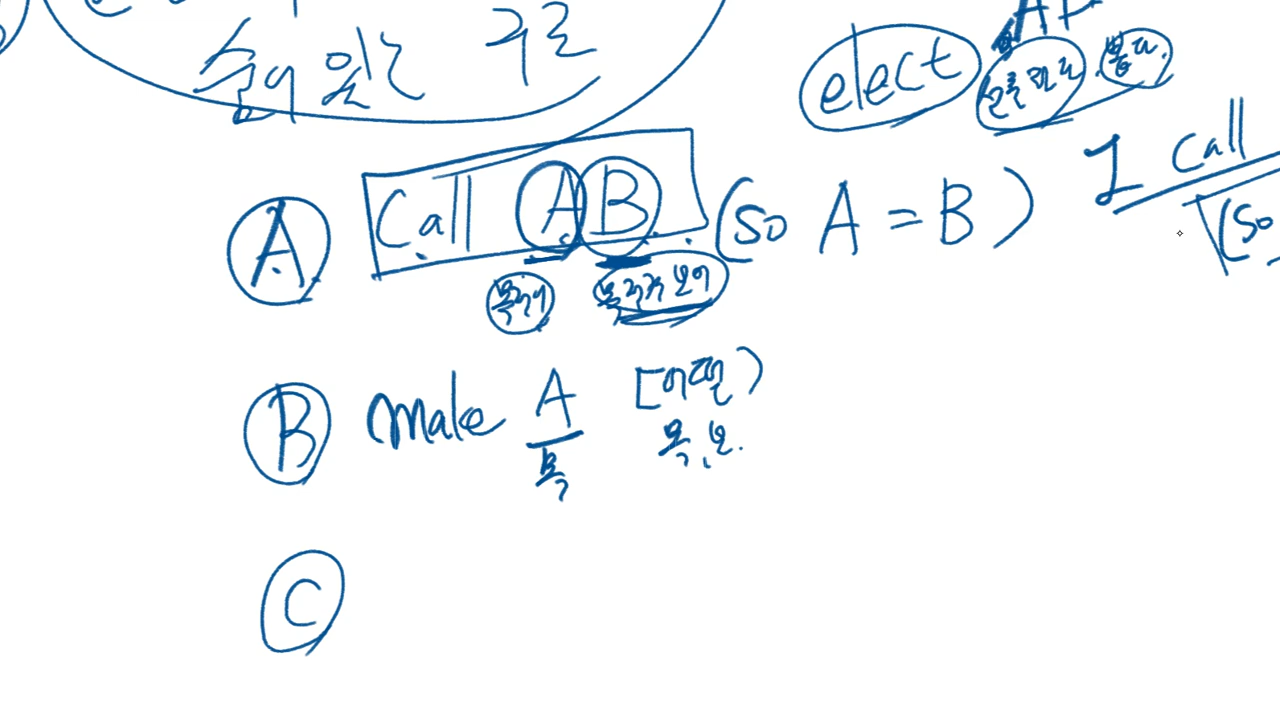 숨어 있는 구조
elect 선출하다 뽑다.
Ⓐ Call A B (so A = B) I call
목적어 목적격 보어 (so
Ⓑ make A [어떤)
목 목.보.
Ⓒ